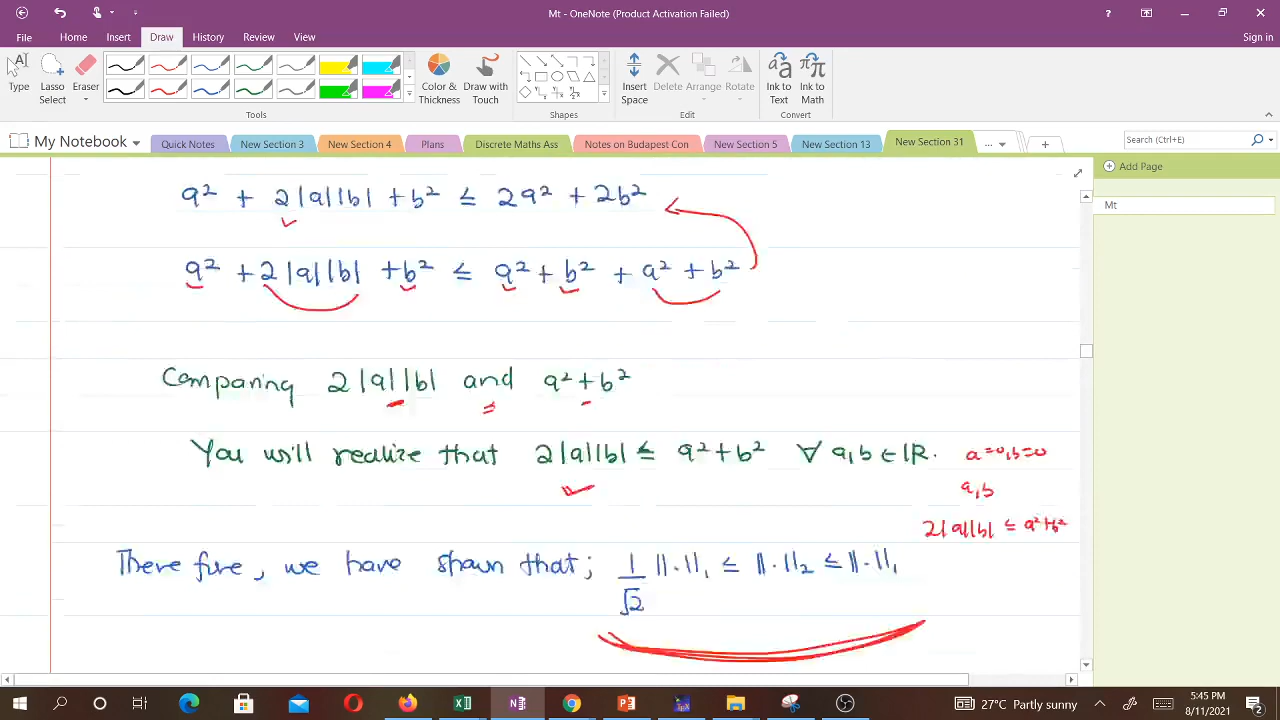 Mt - OneNote (Product Activation Failed)
File Home Insert Draw History Review View Sign in
Type Lasso Select Eraser Color & Thickness Draw with Touch Insert Space Delete Arrange Rotate Ink to Text Ink to Math
Tools Shapes Edit Convert
My Notebook Quick Notes New Section 3 New Section 4 Plans Discrete Maths Ass Notes on Budapest Con New Section 5 New Section 13 New Section 31 ... + Search (Ctrl+E)
Add Page
Mt
a² + 2|a||b| + b² ≤ 2a² + 2b²
a² + 2|a||b| + b² ≤ a² + b² + a² + b²
Comparing 2|a||b| and a² + b²
You will realize that 2|a||b| ≤ a² + b² ∀ a,b ∈ IR. a=0, b=0
a,b
2|a||b| ≤ a²+b²
There fore, we have shown that; 1/√2 ||.||₁ ≤ ||.||₂ ≤ ||.||₁
27°C Partly sunny
5:45 PM
8/11/2021